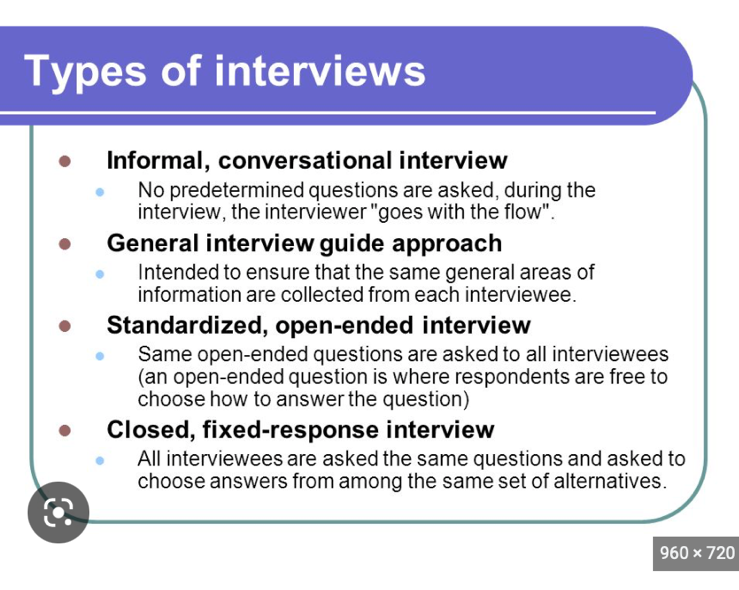 Types of interviews
Informal, conversational interview
No predetermined questions are asked, during the
interview, the interviewer "goes with the flow".
General interview guide approach
Intended to ensure that the same general areas of
information are collected from each interviewee.
Standardized, open-ended interview
Same open-ended questions are asked to all interviewees
(an open-ended question is where respondents are free to
choose how to answer the question)
Closed, fixed-response interview
All interviewees are asked the same questions and asked to
choose answers from among the same set of alternatives.
960 × 720